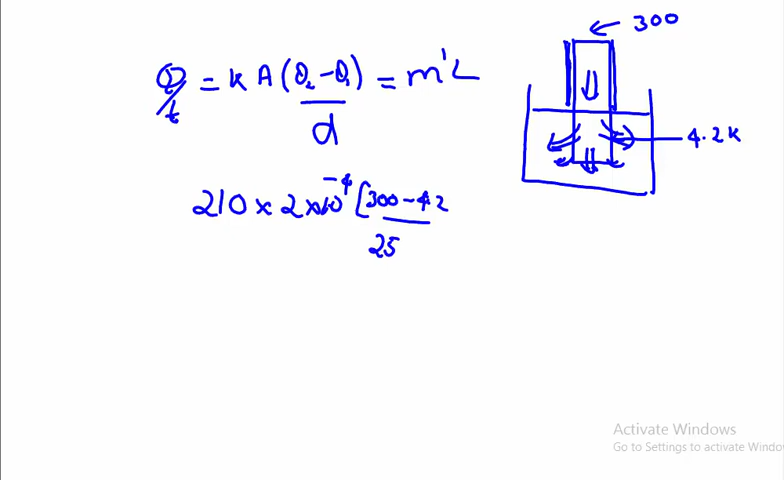 300
Q/t = K A (θ₂ - θ₁)/d = m'L
4.2K
210 × 2 × 10⁻⁴ [300 - 4.2
25
Activate Windows
Go to Settings to activate Windo